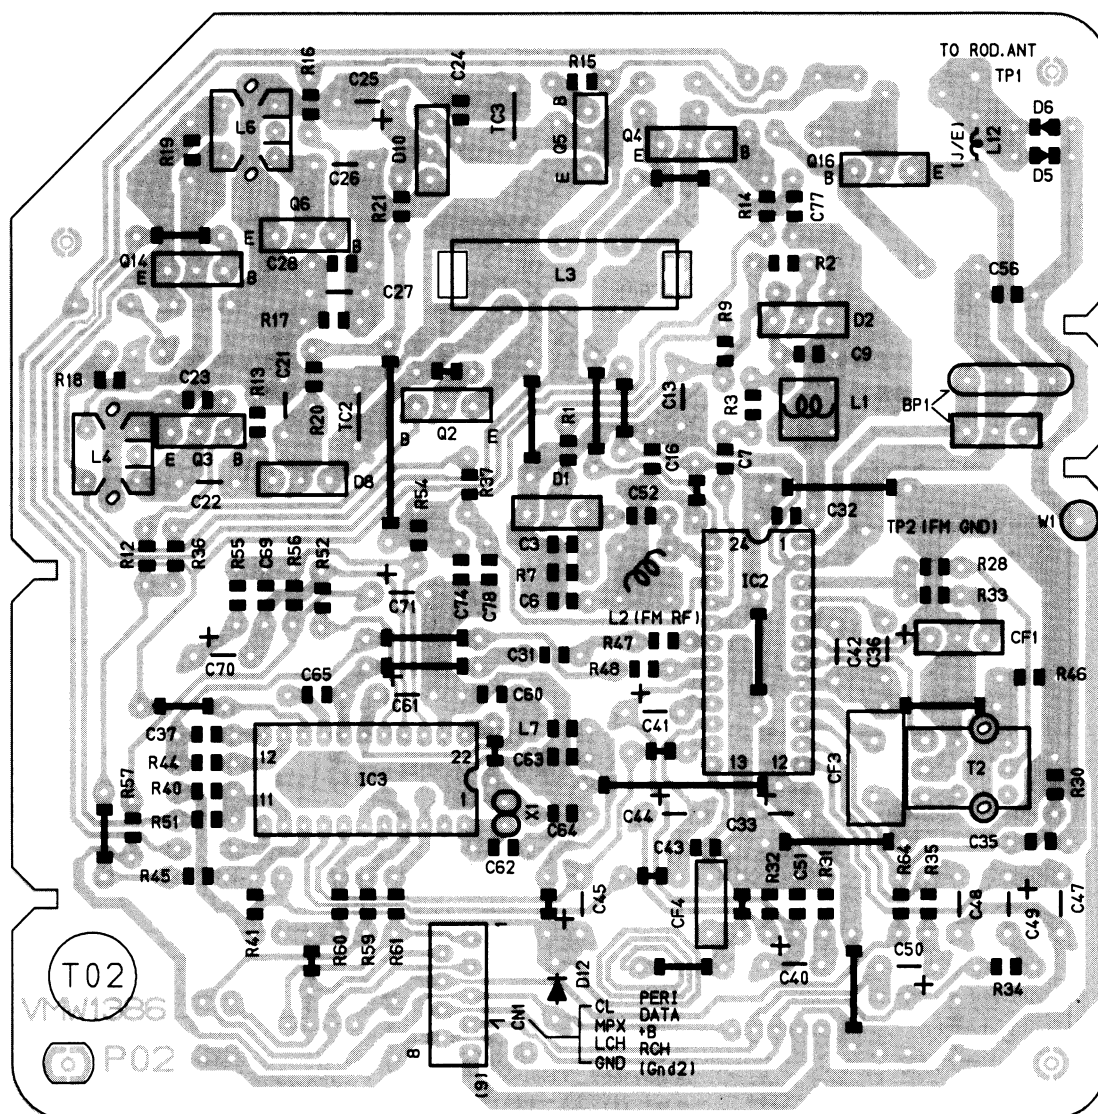 TO ROD.ANT
TP1
R16
C25
C24
R15
D6
L6
TC3
B
Q5
E
Q4
E
B
(J/E)
L12
R19
D10
Q16
B
E
D5
C26
R21
R14
C77
Q6
E
B
Q14
E
B
C28
L3
R2
C56
C27
R17
R9
D2
C9
R18
C23
R13
C21
R20
TC2
C13
R3
L1
BP1
Q2
B
E
R1
L4
E
Q3
B
C16
C7
D8
C22
R37
R54
D1
C52
C32
TP2(FM GND)
W1
R12
R36
R55
C69
R56
R52
C3
24
1
IC2
R7
C6
C74
C78
R28
R33
C71
L2(FM RF)
C70
R47
C31
R48
C42
C36
CF1
C65
C61
C60
R46
C41
C37
12
22
L7
R44
IC3
C63
13
12
CF3
T2
R57
R40
11
1
X1
R30
R51
C64
C44
C33
C62
C43
C35
R45
R32
C51
R31
R64
R35
R41
R60
R59
R61
1
C45
CF4
C48
C49
C47
T02
VMW1386
D12
C40
C50
R34
CN1
CL
PERI
DATA
MPX
+B
LCH
RCH
GND
(Gnd2)
P02
8
(9)